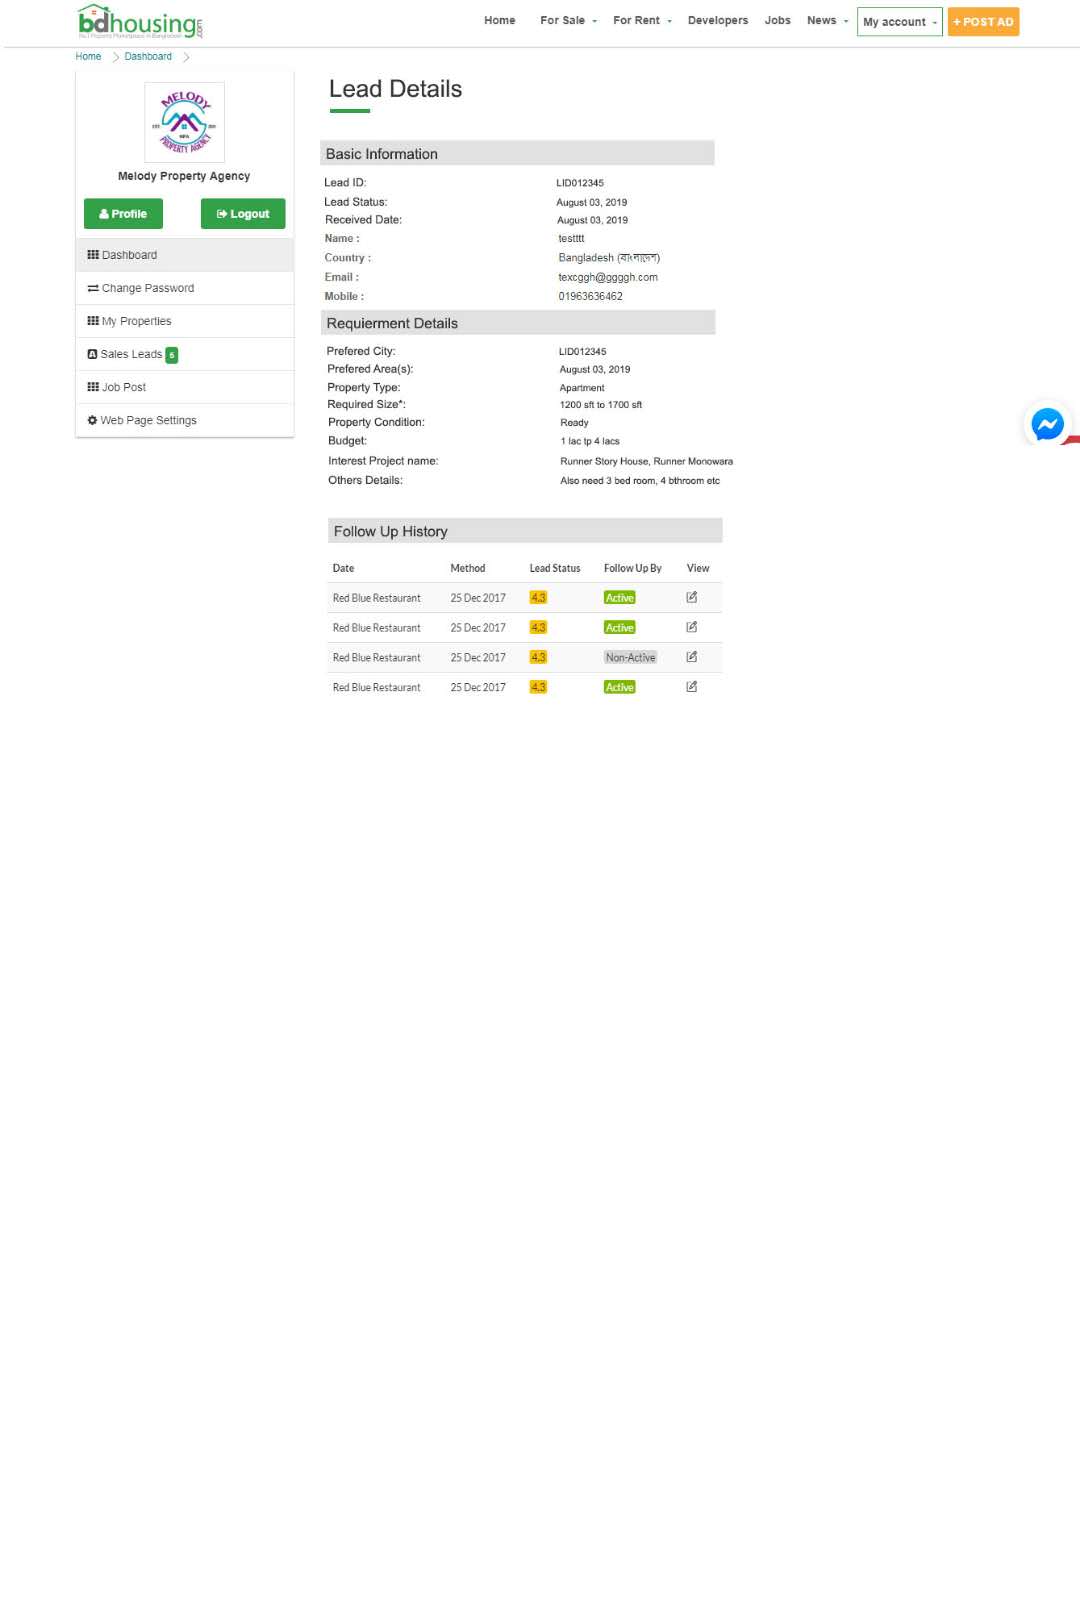 bdhousing.com
No.1 Property Marketplace in Bangladesh
Home For Sale For Rent Developers Jobs News My account + POST AD
Home > Dashboard >
MELODY
MPA
PROPERTY AGENCY
Melody Property Agency
Profile Logout
Dashboard
Change Password
My Properties
Sales Leads 6
Job Post
Web Page Settings
Lead Details
Basic Information
Lead ID: LID012345
Lead Status: August 03, 2019
Received Date: August 03, 2019
Name : testttt
Country : Bangladesh (বাংলাদেশ)
Email : texcggh@ggggh.com
Mobile : 01963636462
Requierment Details
Prefered City: LID012345
Prefered Area(s): August 03, 2019
Property Type: Apartment
Required Size*: 1200 sft to 1700 sft
Property Condition: Ready
Budget: 1 lac tp 4 lacs
Interest Project name: Runner Story House, Runner Monowara
Others Details: Also need 3 bed room, 4 bthroom etc
Follow Up History
Date Method Lead Status Follow Up By View
Red Blue Restaurant 25 Dec 2017 4.3 Active
Red Blue Restaurant 25 Dec 2017 4.3 Active
Red Blue Restaurant 25 Dec 2017 4.3 Non-Active
Red Blue Restaurant 25 Dec 2017 4.3 Active